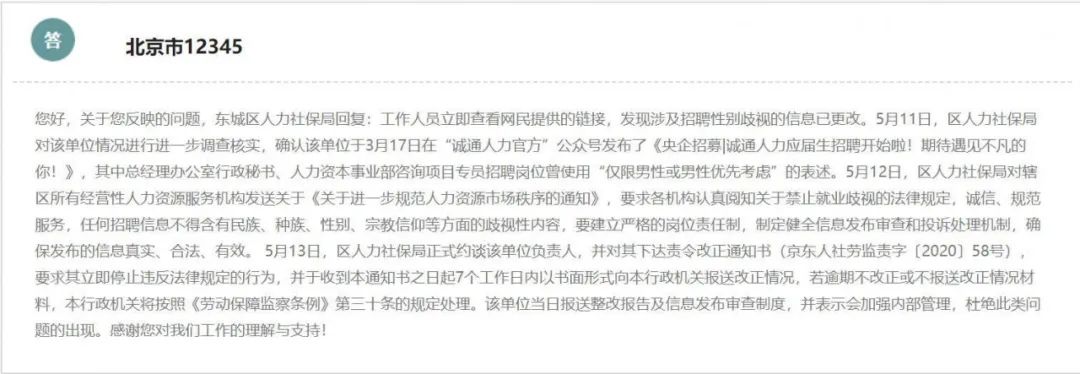 答
北京市12345
您好，关于您反映的问题，东城区人力社保局回复：工作人员立即查看网民提供的链接，发现涉及招聘性别歧视的信息已更改。5月11日，区人力社保局
对该单位情况进行进一步调查核实，确认该单位于3月17日在“诚通人力官方”公众号发布了《央企招募|诚通人力应届生招聘开始啦！期待遇见不凡的
你！》，其中总经理办公室行政秘书、人力资本事业部咨询项目专员招聘岗位曾使用“仅限男性或男性优先考虑”的表述。5月12日，区人力社保局对辖
区所有经营性人力资源服务机构发送关于《关于进一步规范人力资源市场秩序的通知》，要求各机构认真阅知关于禁止就业歧视的法律规定，诚信、规范
服务，任何招聘信息不得含有民族、种族、性别、宗教信仰等方面的歧视性内容，要建立严格的岗位责任制，制定健全信息发布审查和投诉处理机制，确
保发布的信息真实、合法、有效。 5月13日，区人力社保局正式约谈该单位负责人，并对其下达责令改正通知书（京东人社劳监责字〔2020〕58号），
要求其立即停止违反法律规定的行为，并于收到本通知书之日起7个工作日内以书面形式向本行政机关报送改正情况，若逾期不改正或不报送改正情况材
料，本行政机关将按照《劳动保障监察条例》第三十条的规定处理。该单位当日报送整改报告及信息发布审查制度，并表示会加强内部管理，杜绝此类问
题的出现。感谢您对我们工作的理解与支持！